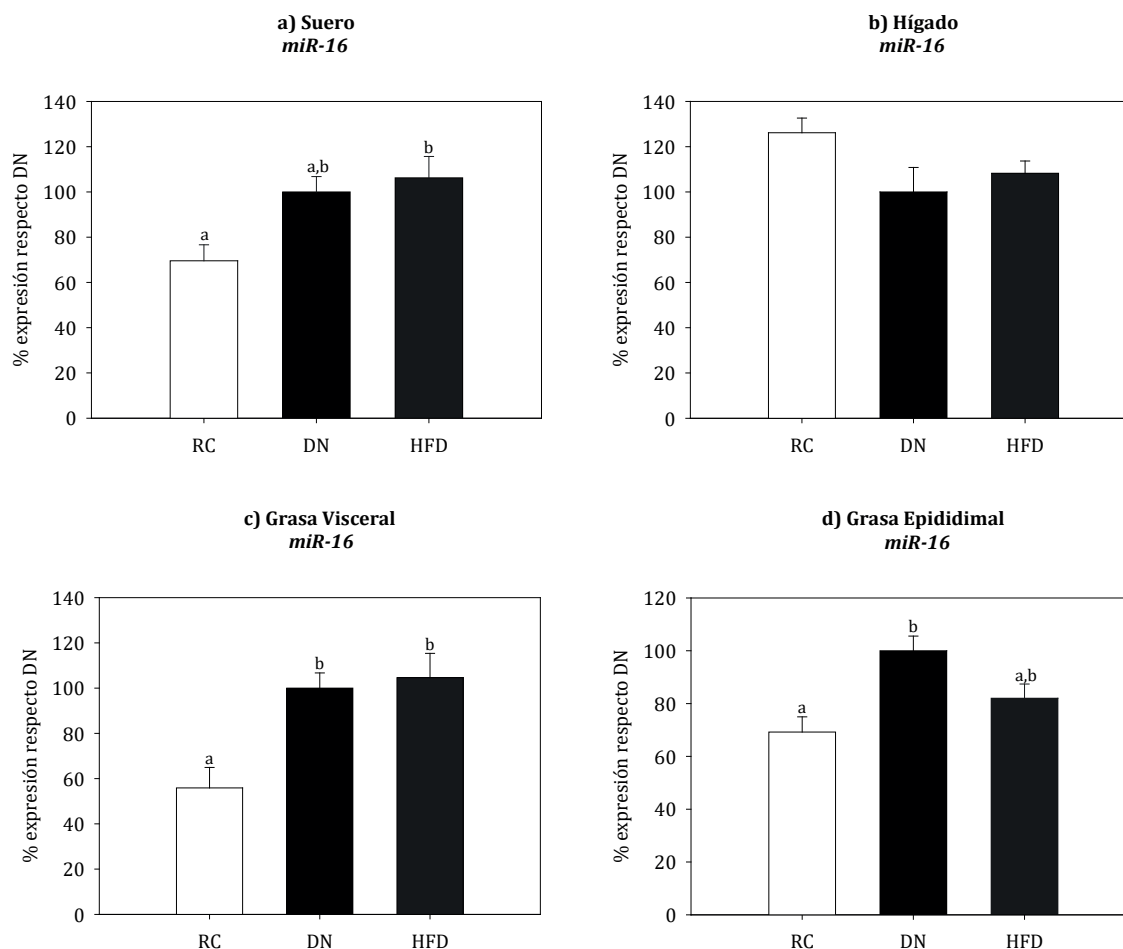 a) Suero
miR-16
% expresión respecto DN
140
120
100
80
60
40
20
0
a
a,b
b
RC DN HFD
b) Hígado
miR-16
% expresión respecto DN
140
120
100
80
60
40
20
0
RC DN HFD
c) Grasa Visceral
miR-16
% expresión respecto DN
140
120
100
80
60
40
20
0
a
b
b
RC DN HFD
d) Grasa Epididimal
miR-16
% expresión respecto DN
120
100
80
60
40
20
0
a
b
a,b
RC DN HFD